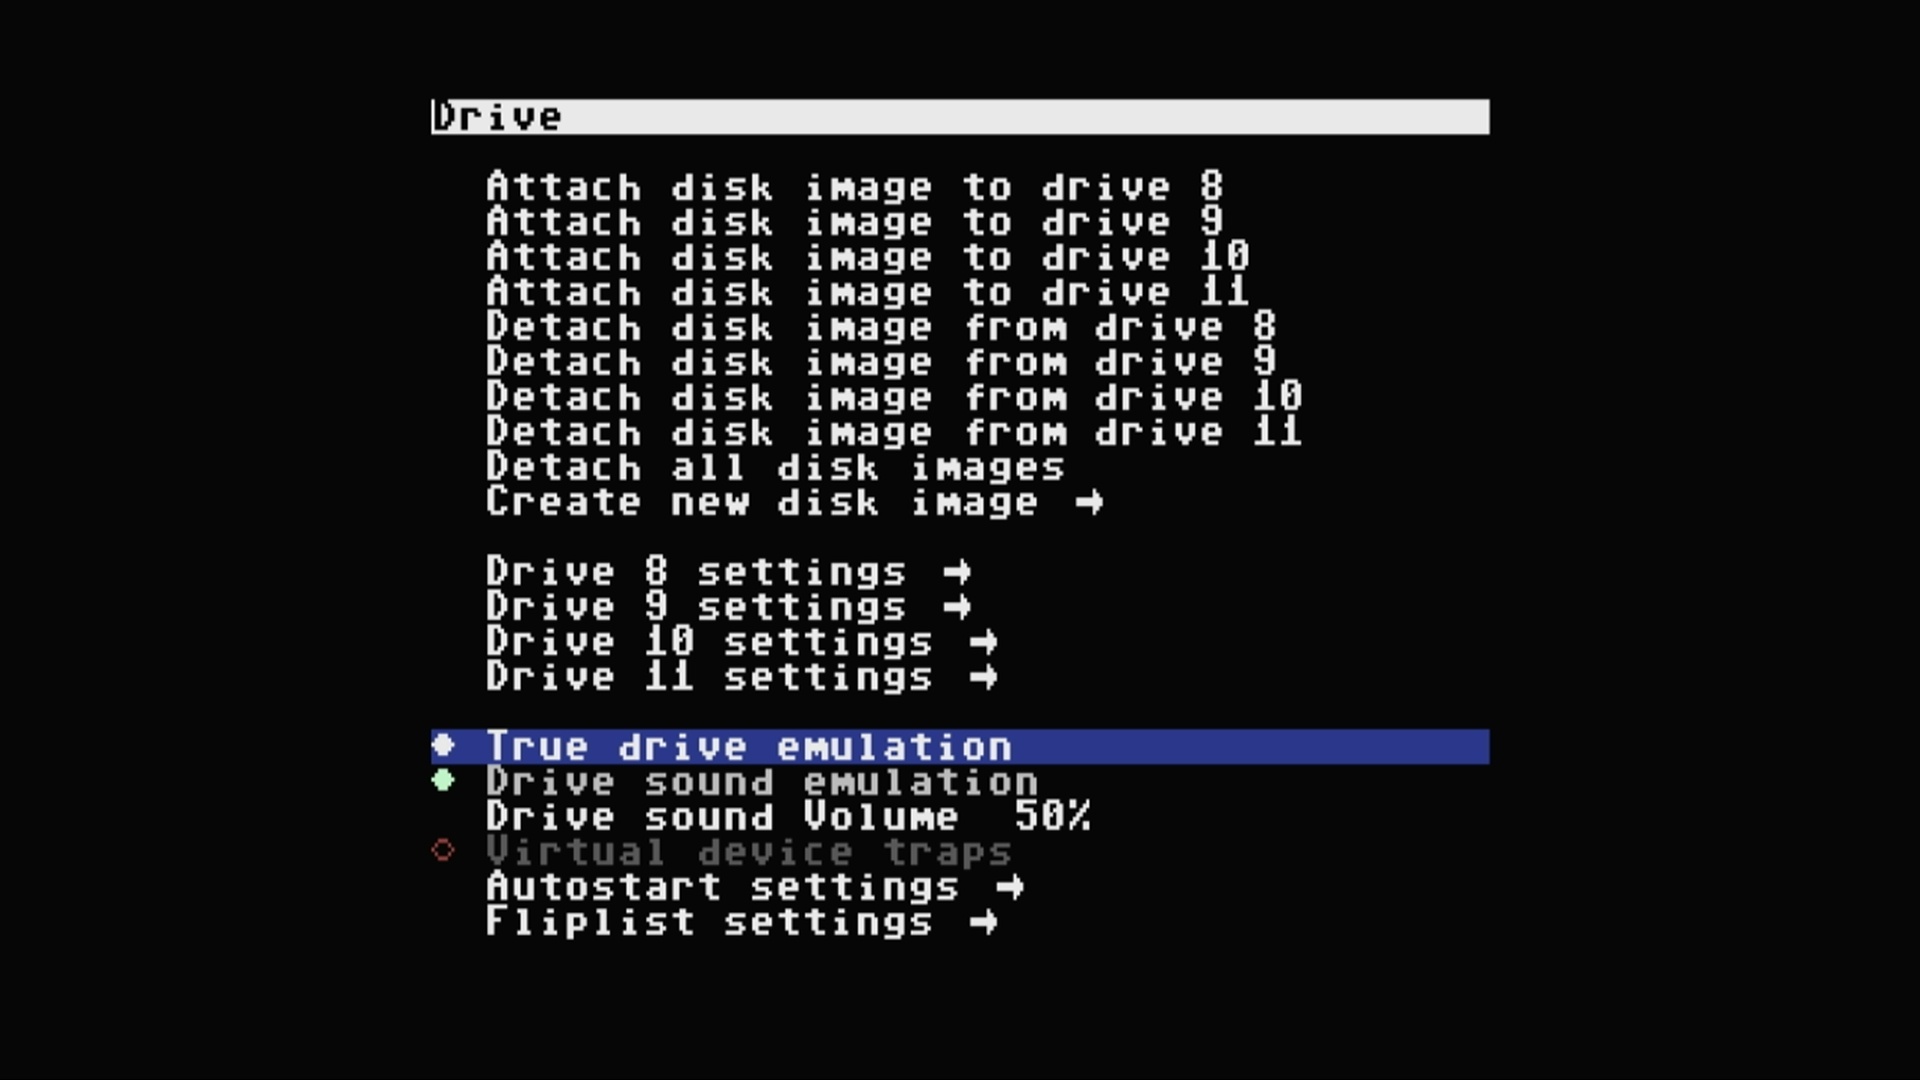 Drive
Attach disk image to drive 8
Attach disk image to drive 9
Attach disk image to drive 10
Attach disk image to drive 11
Detach disk image from drive 8
Detach disk image from drive 9
Detach disk image from drive 10
Detach disk image from drive 11
Detach all disk images
Create new disk image →
Drive 8 settings →
Drive 9 settings →
Drive 10 settings →
Drive 11 settings →
True drive emulation
Drive sound emulation
Drive sound Volume 50%
Virtual device traps
Autostart settings →
Fliplist settings →